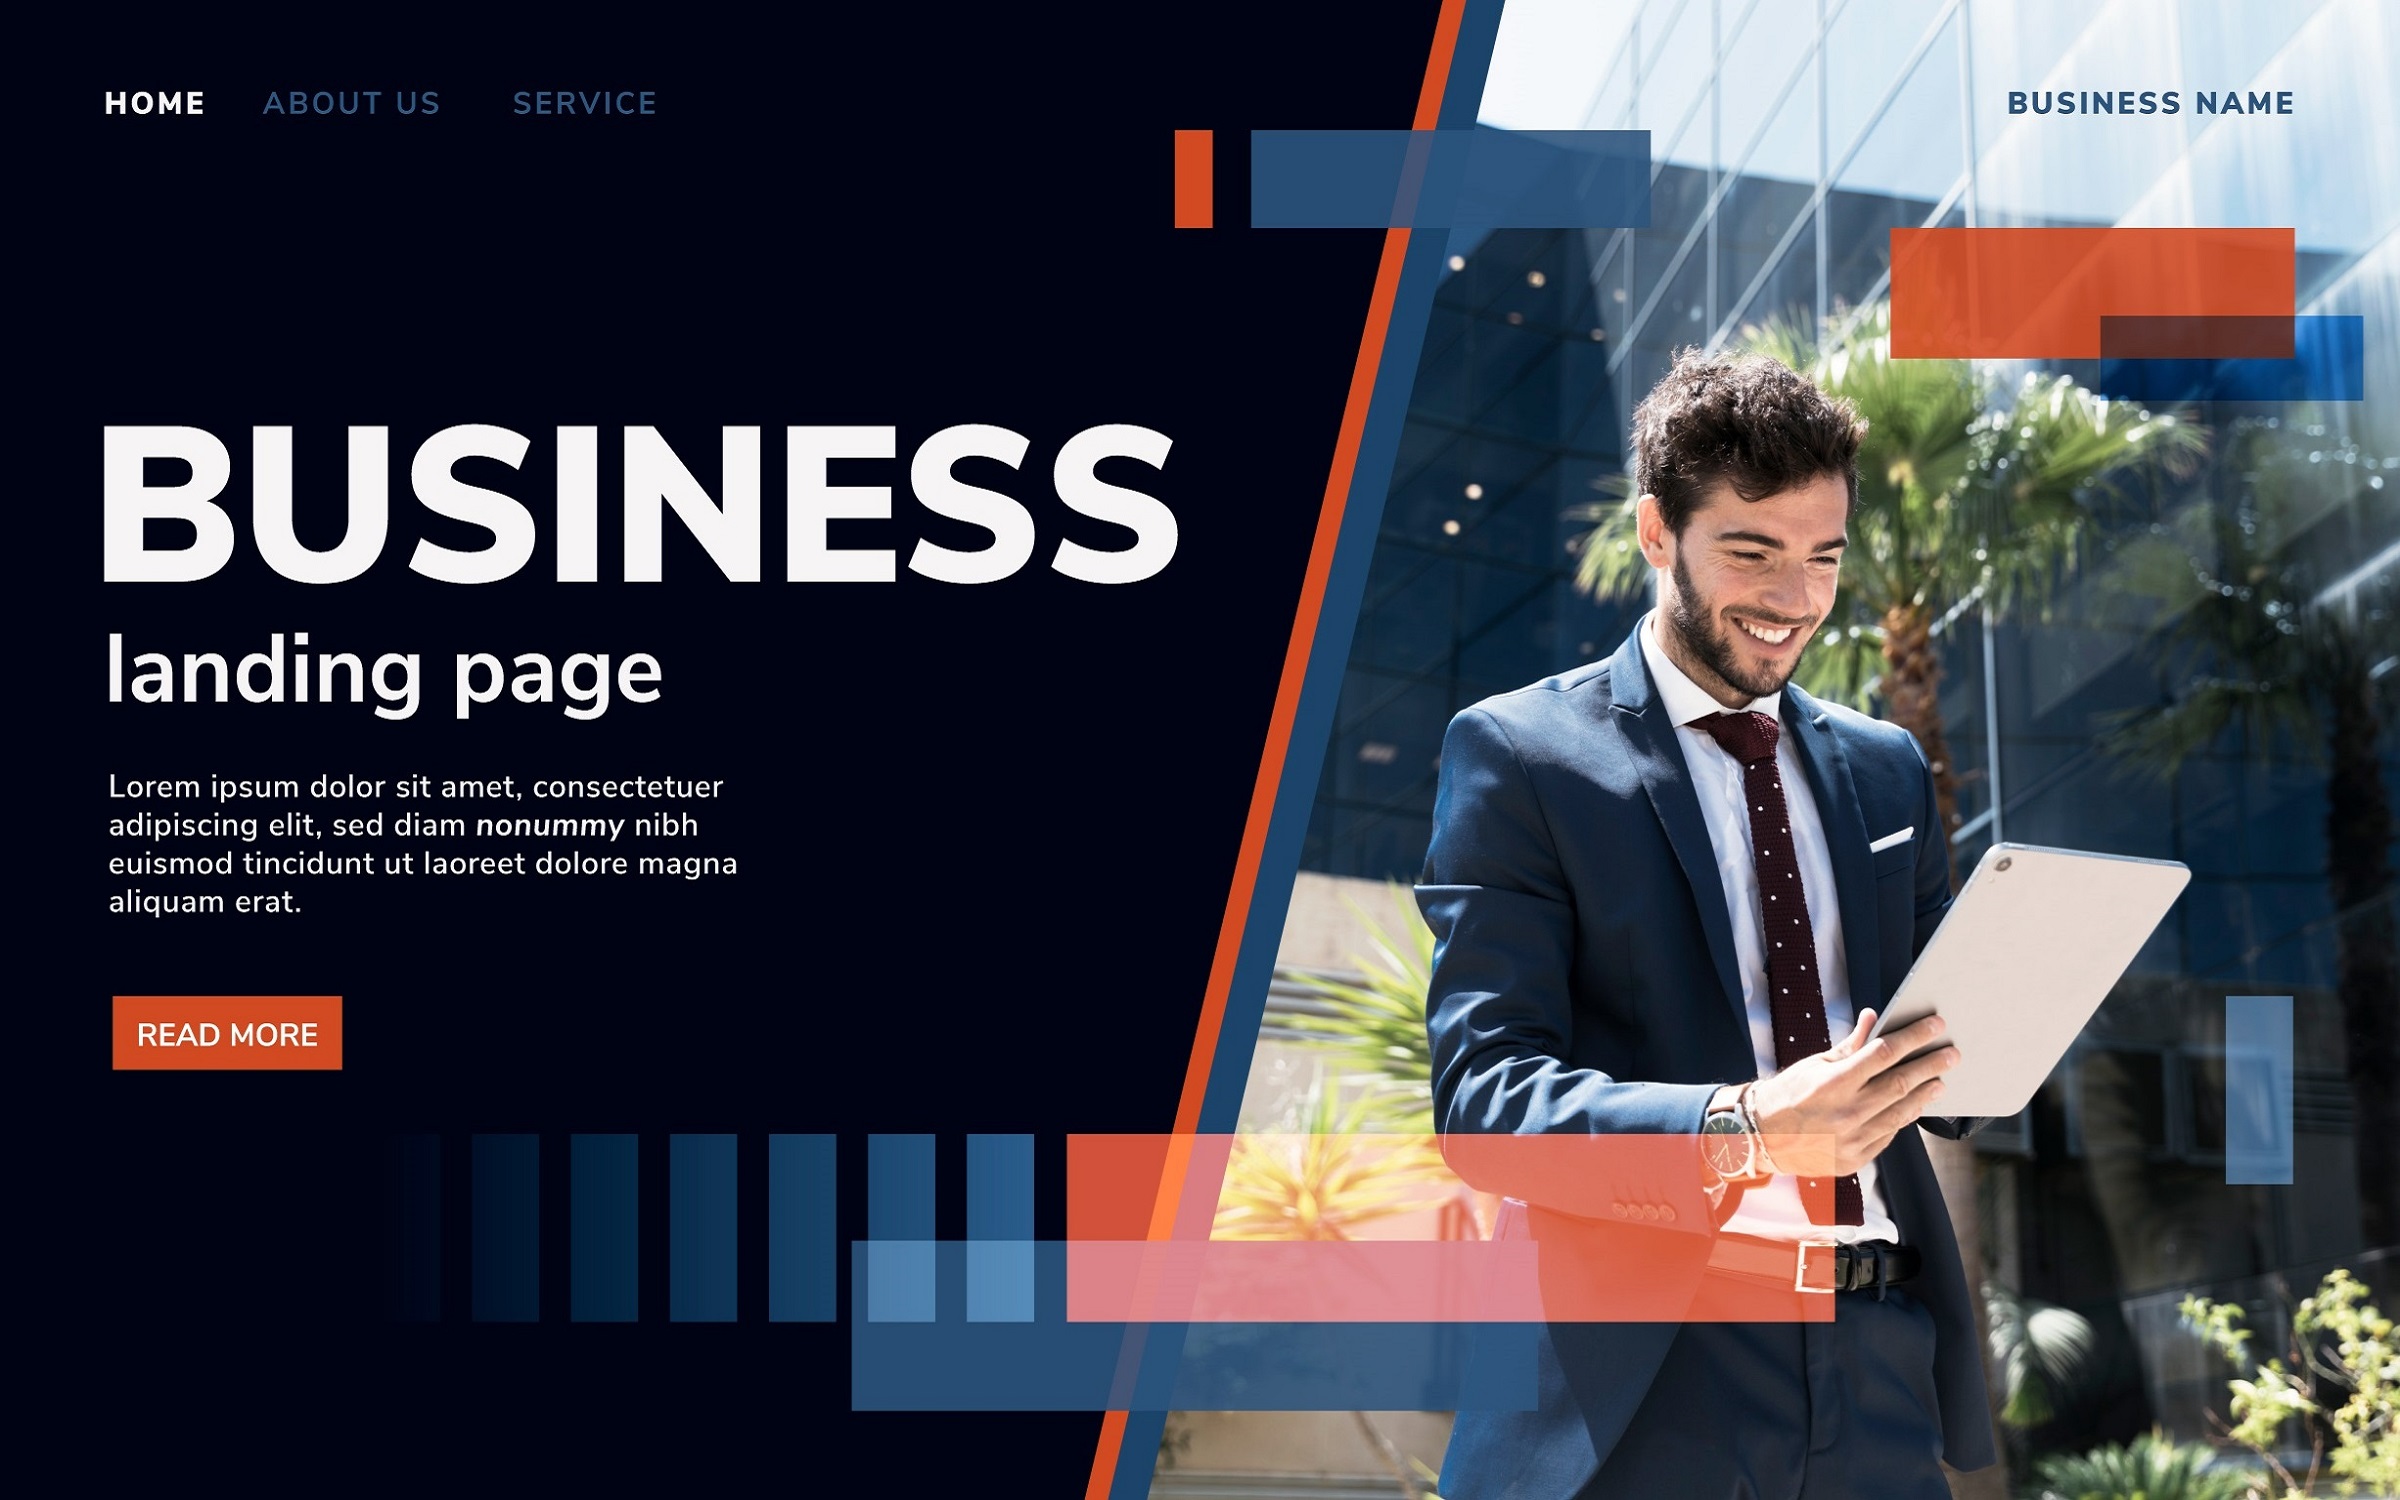 HOME ABOUT US SERVICE BUSINESS NAME
BUSINESS
landing page
Lorem ipsum dolor sit amet, consectetuer
adipiscing elit, sed diam nonummy nibh
euismod tincidunt ut laoreet dolore magna
aliquam erat.
READ MORE